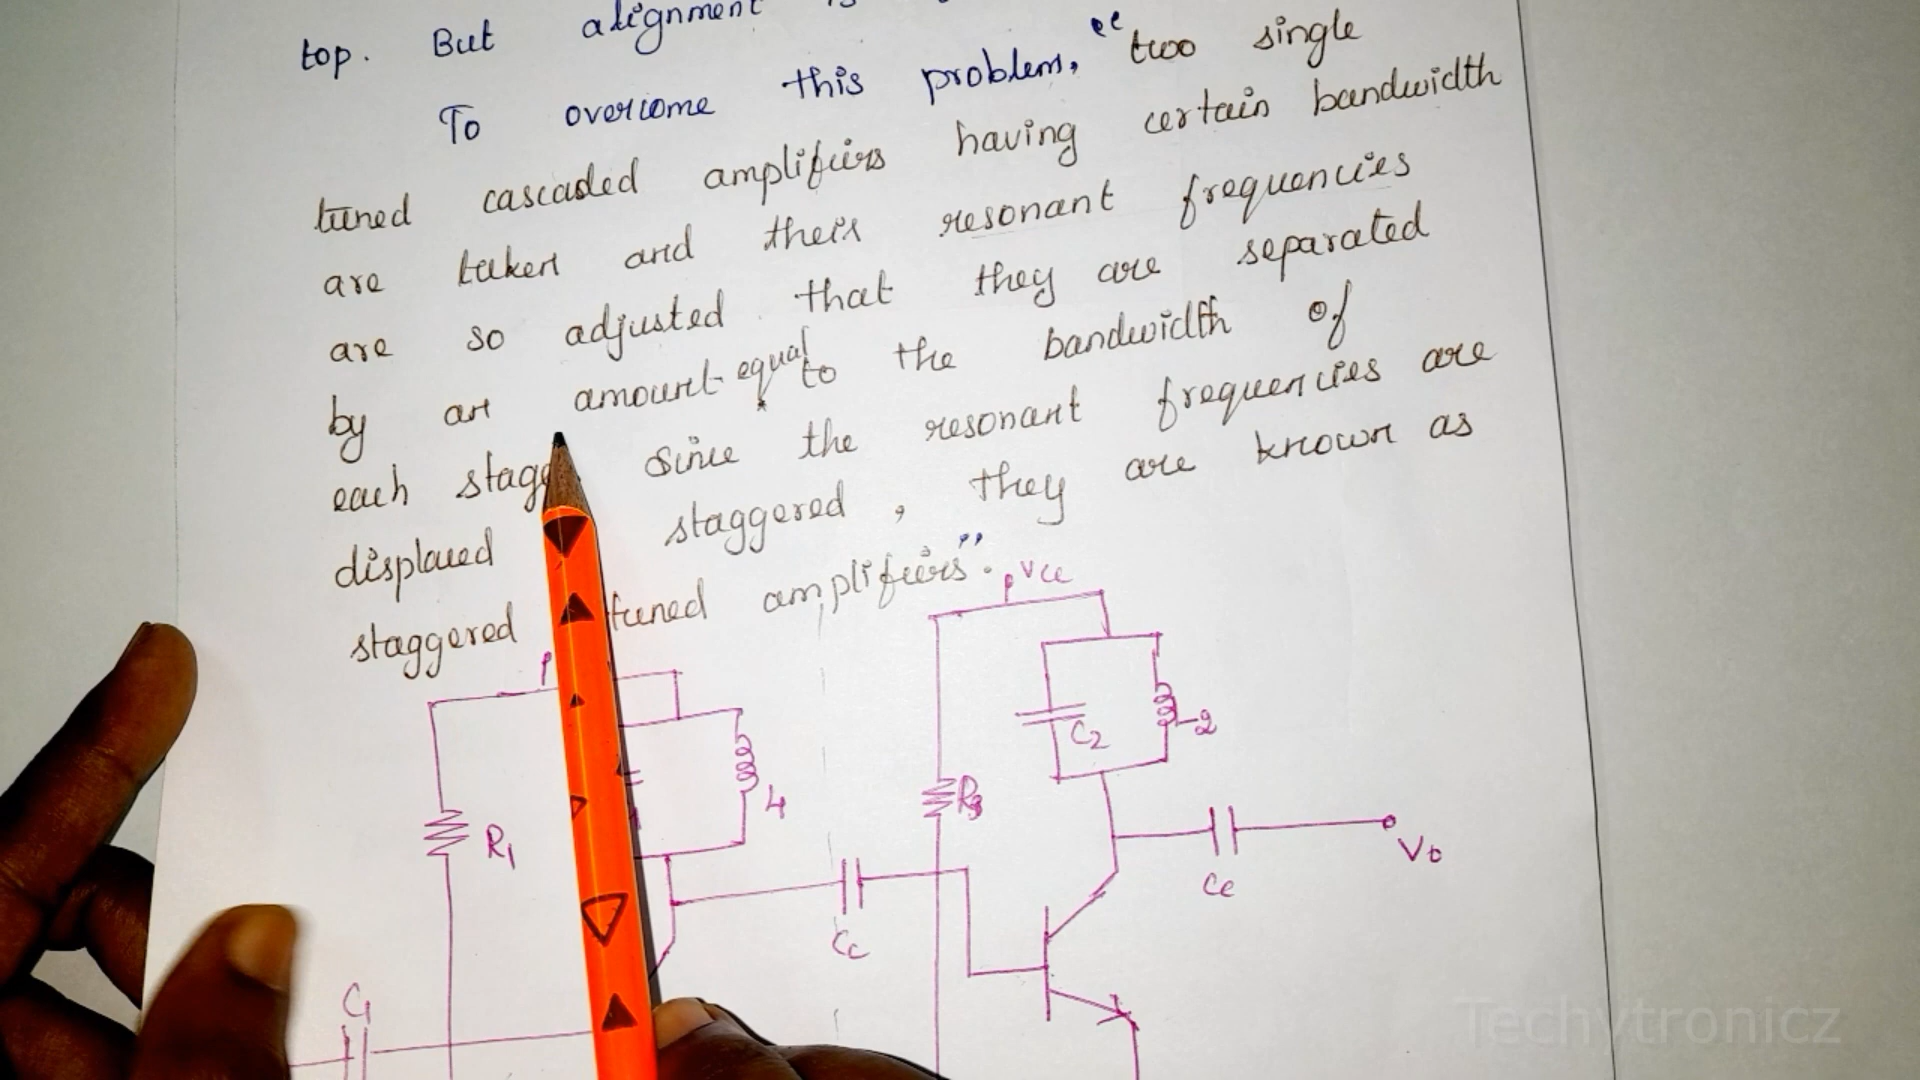 top. But alignment is
To overcome this problem, "two single
tuned cascaded amplifiers having certain bandwidth
are taken and their resonant frequencies
are so adjusted that they are separated
by an amount equal to the bandwidth of
each stage Since the resonant frequencies are
displaced staggered, they are known as
staggered tuned amplifiers".
VCC
C2
R3
R1
Vo
Cc
Cc
C1
Techytronicz